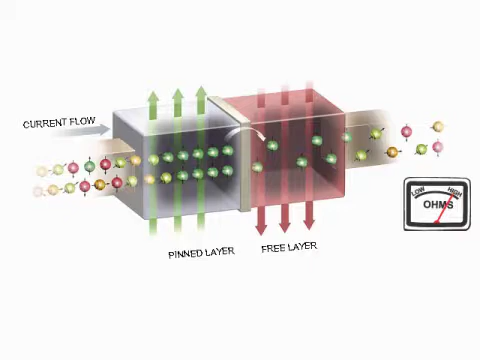 CURRENT FLOW
LOW
HIGH
OHMS
PINNED LAYER
FREE LAYER